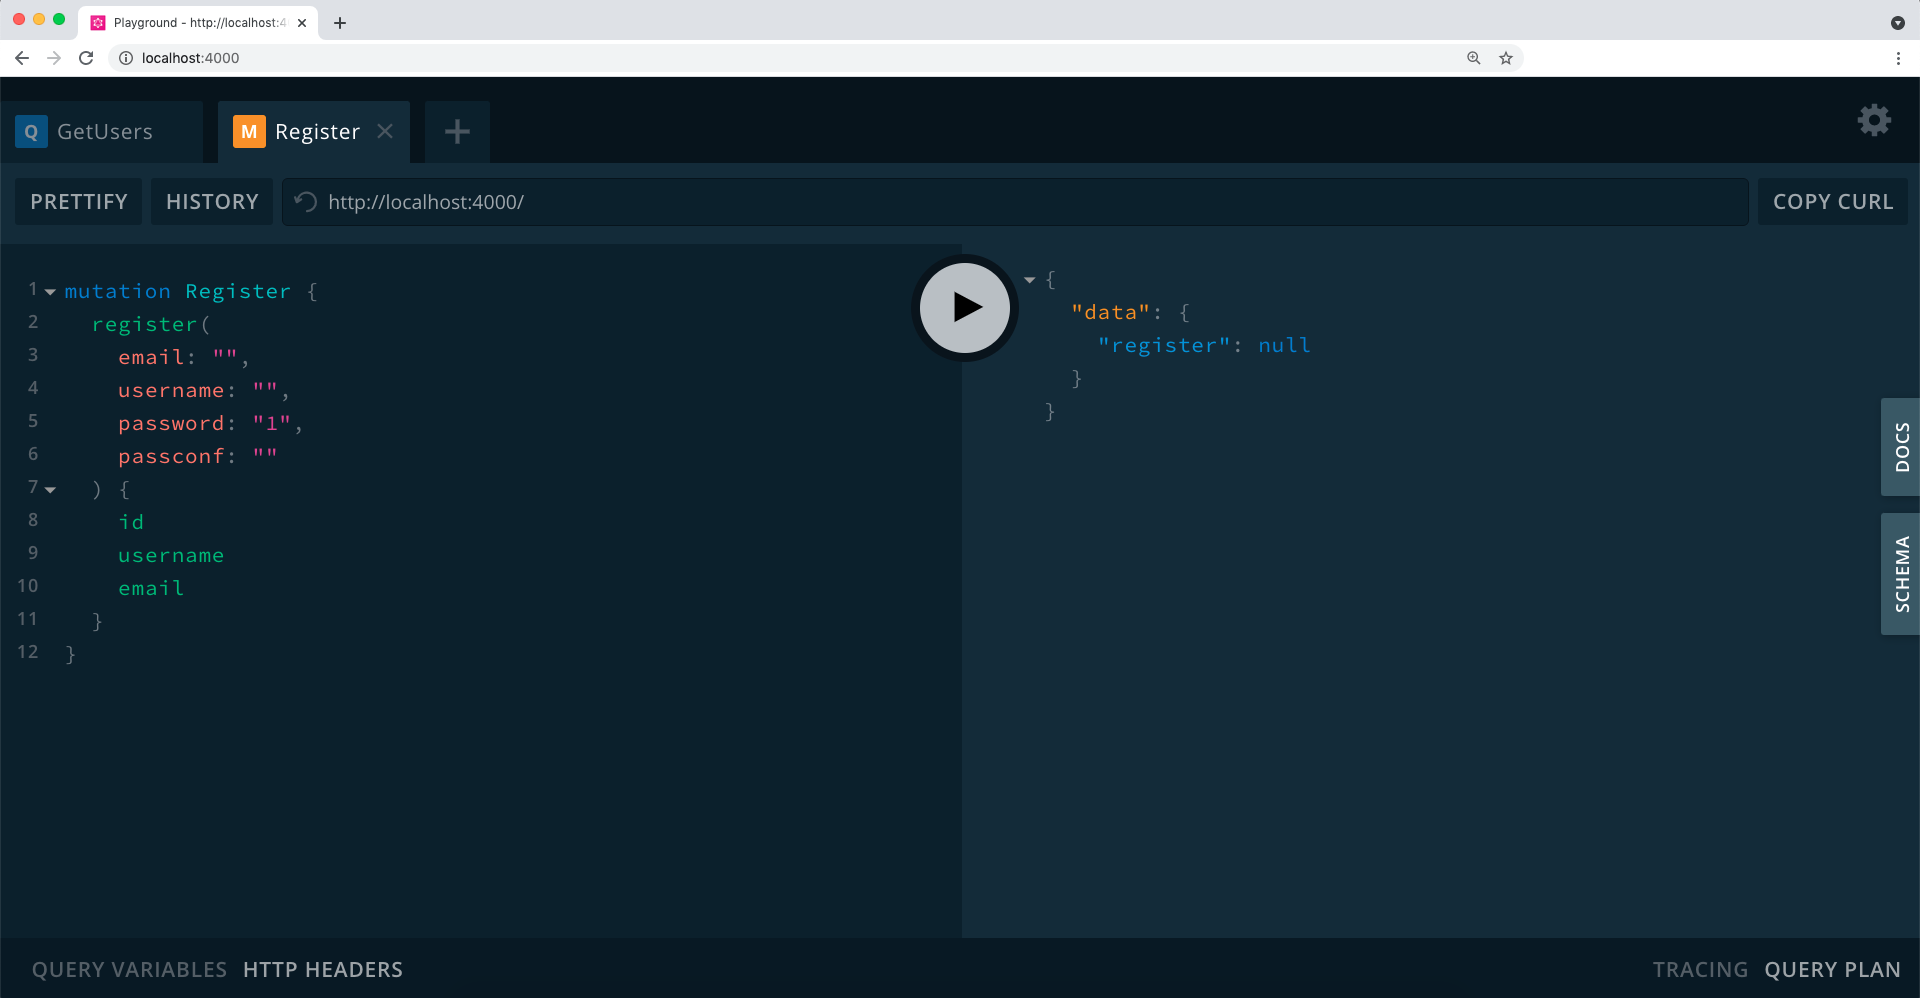 Playground - http://localhost:4
localhost:4000
Q GetUsers
M Register
PRETTIFY
HISTORY
http://localhost:4000/
COPY CURL
1 mutation Register {
2 register(
3 email: "",
4 username: "",
5 password: "1",
6 passconf: ""
7 ) {
8 id
9 username
10 email
11 }
12 }
{
"data": {
"register": null
}
}
DOCS
SCHEMA
QUERY VARIABLES
HTTP HEADERS
TRACING
QUERY PLAN